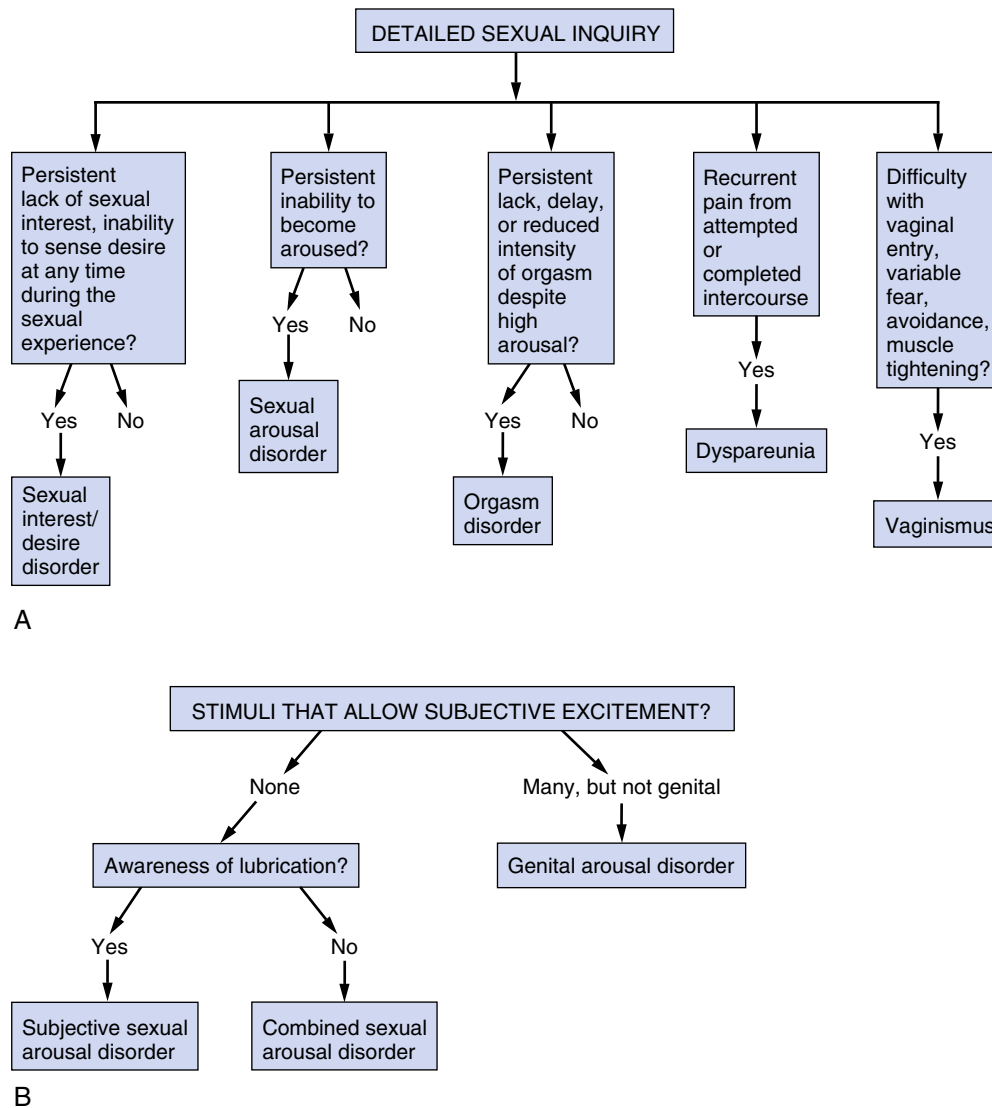 A
DETAILED SEXUAL INQUIRY
Persistent
lack of sexual
interest, inability
to sense desire
at any time
during the
sexual
experience?
Yes
No
Sexual
interest/
desire
disorder
Persistent
inability to
become
aroused?
Yes
No
Sexual
arousal
disorder
Persistent
lack, delay,
or reduced
intensity
of orgasm
despite
high
arousal?
Yes
No
Orgasm
disorder
Recurrent
pain from
attempted
or
completed
intercourse
Yes
Dyspareunia
Difficulty
with
vaginal
entry,
variable
fear,
avoidance,
muscle
tightening?
Yes
Vaginismus
A
STIMULI THAT ALLOW SUBJECTIVE EXCITEMENT?
None
Many, but not genital
Awareness of lubrication?
Genital arousal disorder
Yes
No
Subjective sexual
arousal disorder
Combined sexual
arousal disorder
B